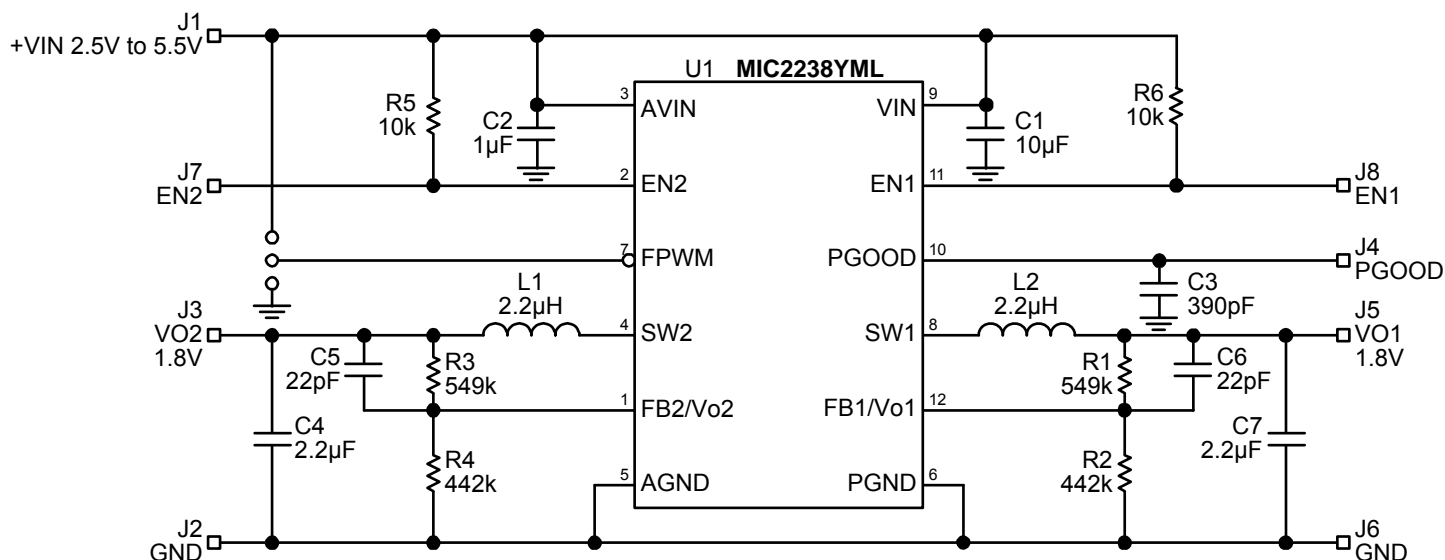 J1
+VIN 2.5V to 5.5V
U1 MIC2238YML
R5
10k
C2
1µF
3
AVIN
VIN
9
C1
10µF
R6
10k
J7
EN2
2
EN2
EN1
11
J8
EN1
7
FPWM
PGOOD
10
J4
PGOOD
C3
390pF
J3
VO2
1.8V
L1
2.2µH
4
SW2
SW1
8
L2
2.2µH
J5
VO1
1.8V
C5
22pF
R3
549k
R1
549k
C6
22pF
1
FB2/Vo2
FB1/Vo1
12
C4
2.2µF
R4
442k
R2
442k
C7
2.2µF
5
AGND
PGND
6
J2
GND
J6
GND